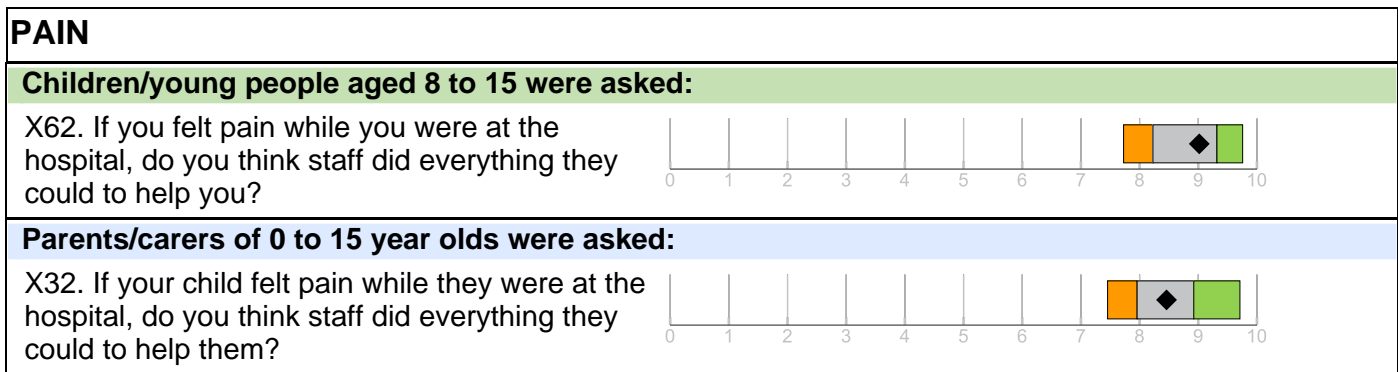 PAIN
Children/young people aged 8 to 15 were asked:
X62. If you felt pain while you were at the
hospital, do you think staff did everything they
could to help you?
0 1 2 3 4 5 6 7 8 9 10
Parents/carers of 0 to 15 year olds were asked:
X32. If your child felt pain while they were at the
hospital, do you think staff did everything they
could to help them?
0 1 2 3 4 5 6 7 8 9 10